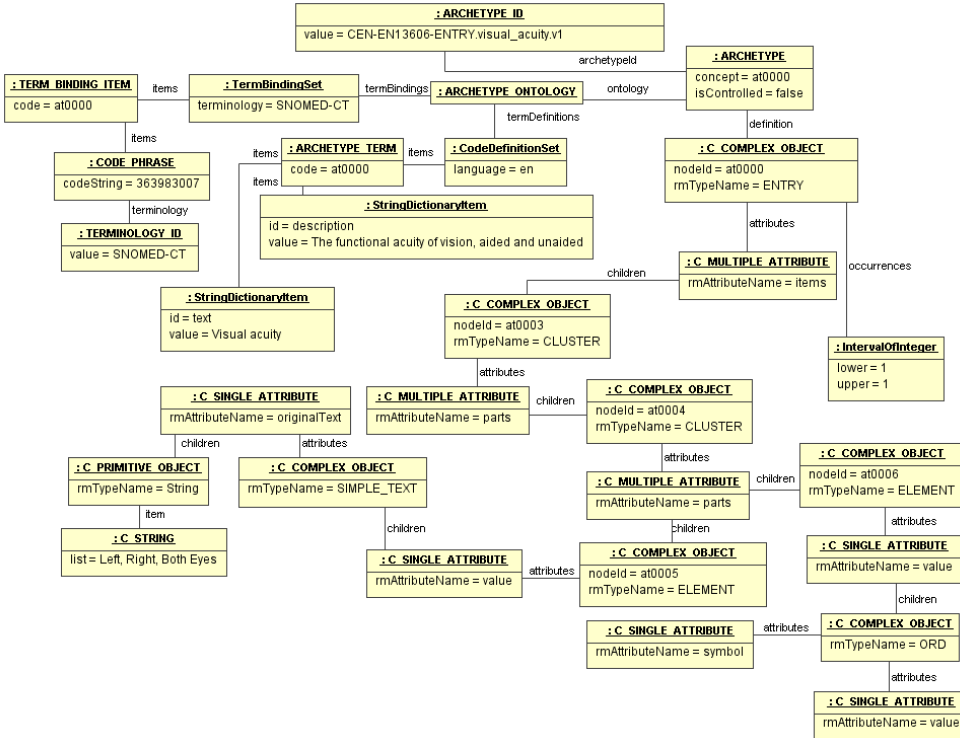 : ARCHETYPE ID
value = CEN-EN13606-ENTRY.visual_acuity.v1
archetypeId
: ARCHETYPE
concept = at0000
isControlled = false
: TERM BINDING ITEM
code = at0000
items
: TermBindingSet
terminology = SNOMED-CT
termBindings
: ARCHETYPE ONTOLOGY
ontology
termDefinitions
definition
items
: CODE PHRASE
codeString = 363983007
items
: ARCHETYPE TERM
code = at0000
items
: CodeDefinitionSet
language = en
: C COMPLEX OBJECT
nodeId = at0000
rmTypeName = ENTRY
items
terminology
: TERMINOLOGY ID
value = SNOMED-CT
: StringDictionaryItem
id = description
value = The functional acuity of vision, aided and unaided
attributes
: C MULTIPLE ATTRIBUTE
rmAttributeName = items
occurrences
children
: StringDictionaryItem
id = text
value = Visual acuity
: C COMPLEX OBJECT
nodeId = at0003
rmTypeName = CLUSTER
: IntervalOfInteger
lower = 1
upper = 1
attributes
: C SINGLE ATTRIBUTE
rmAttributeName = originalText
: C MULTIPLE ATTRIBUTE
rmAttributeName = parts
children
: C COMPLEX OBJECT
nodeId = at0004
rmTypeName = CLUSTER
children
attributes
attributes
: C PRIMITIVE OBJECT
rmTypeName = String
: C COMPLEX OBJECT
rmTypeName = SIMPLE_TEXT
: C MULTIPLE ATTRIBUTE
rmAttributeName = parts
children
: C COMPLEX OBJECT
nodeId = at0006
rmTypeName = ELEMENT
item
: C STRING
list = Left, Right, Both Eyes
children
children
attributes
: C SINGLE ATTRIBUTE
rmAttributeName = value
attributes
: C COMPLEX OBJECT
nodeId = at0005
rmTypeName = ELEMENT
: C SINGLE ATTRIBUTE
rmAttributeName = value
children
: C SINGLE ATTRIBUTE
rmAttributeName = symbol
attributes
: C COMPLEX OBJECT
rmTypeName = ORD
attributes
: C SINGLE ATTRIBUTE
rmAttributeName = value